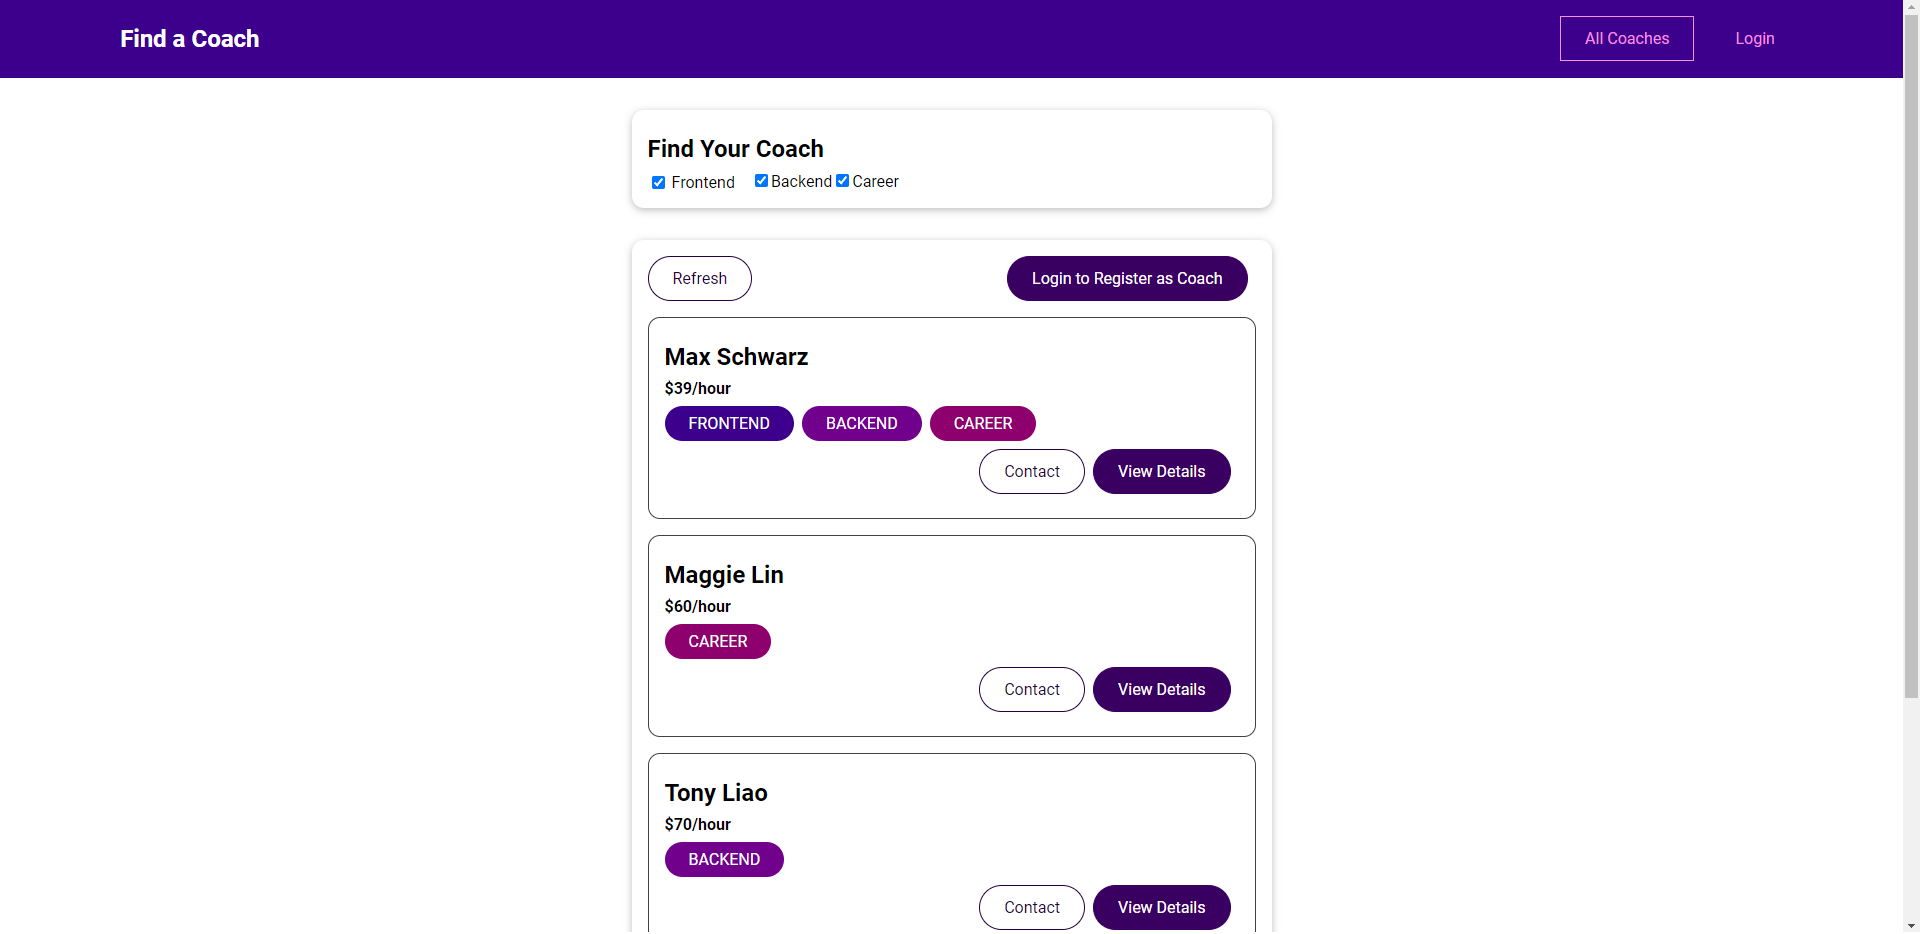 Find a Coach
All Coaches Login
Find Your Coach
Frontend Backend Career
Refresh Login to Register as Coach
Max Schwarz
$39/hour
FRONTEND BACKEND CAREER
Contact View Details
Maggie Lin
$60/hour
CAREER
Contact View Details
Tony Liao
$70/hour
BACKEND
Contact View Details